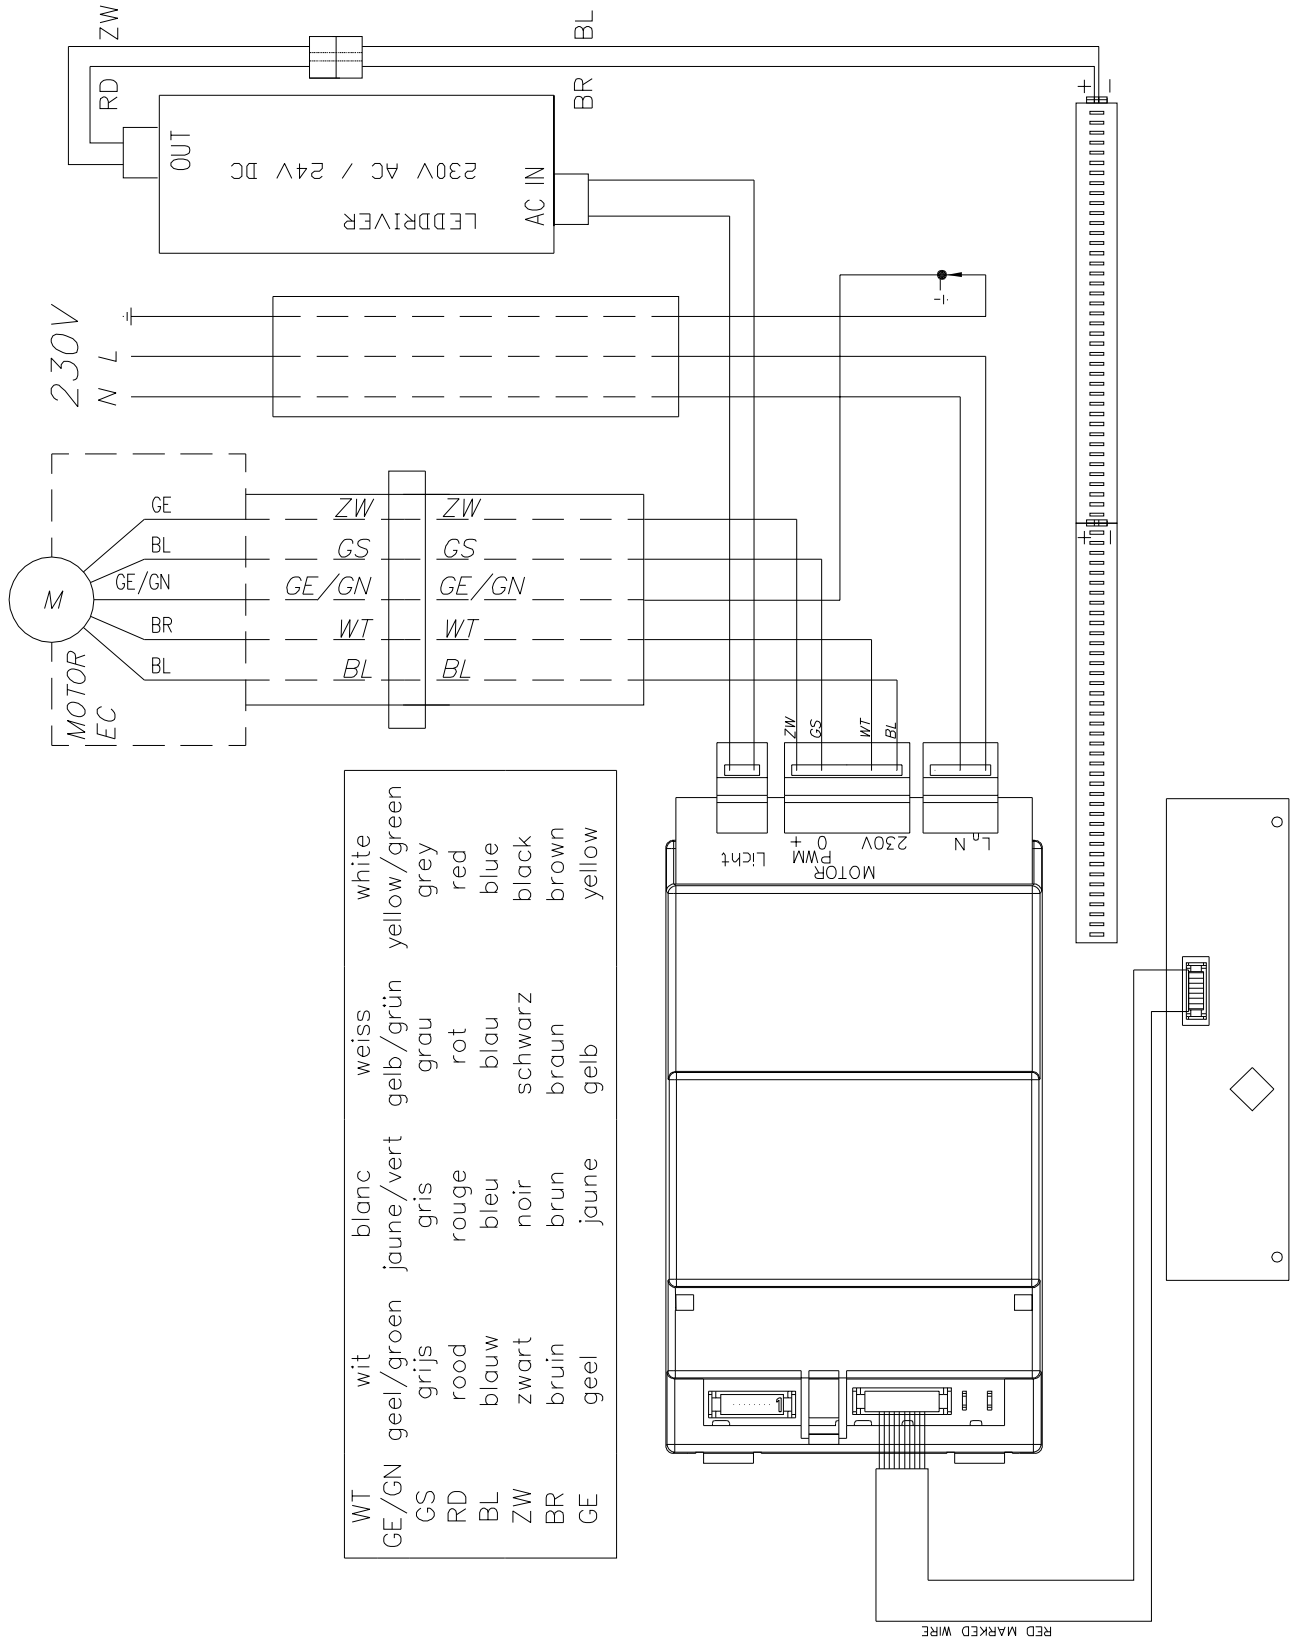 ZW
RD
BL
BR
OUT
LEDDRIVER
230V AC / 24V DC
AC IN
+ -
230V
L
N
GE
BL
GE/GN
BR
BL
M
MOTOR
EC
ZW ZW
GS GS
GE/GN GE/GN
WT WT
BL BL
ZW
GS
WT
BL
+ -
Licht
+ 0
PWM
230V
MOTOR
L N
WT wit blanc weiss white
GE/GN geel/groen jaune/vert gelb/grün yellow/green
GS grijs gris grau grey
RD rood rouge rot red
BL blauw bleu blau blue
ZW zwart noir schwarz black
BR bruin brun braun brown
GE geel jaune gelb yellow
1
RED MARKED WIRE